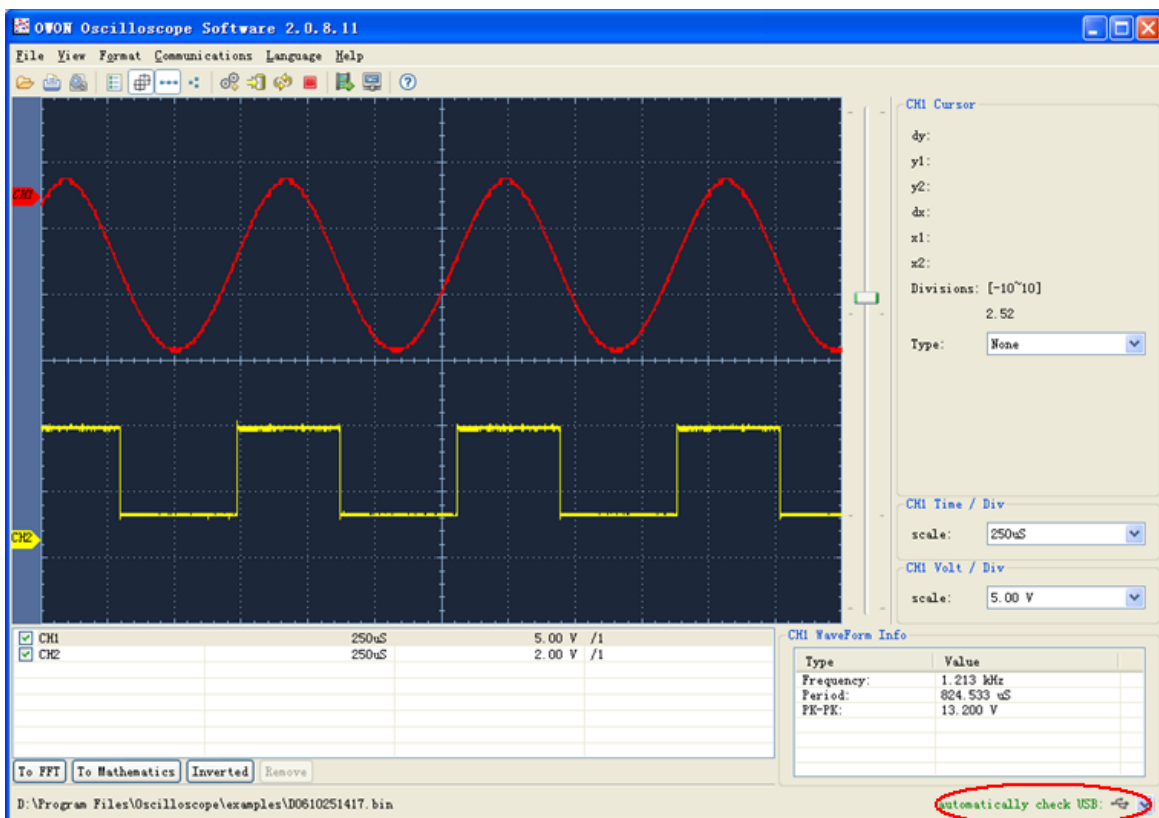 OWON Oscilloscope Software 2.0.8.11
File View Format Communications Language Help
CH1
CH2
CH1 Cursor
dy:
y1:
y2:
dx:
x1:
x2:
Divisions: [-10~10]
2.52
Type: None
CH1 Time / Div
scale: 250uS
CH1 Volt / Div
scale: 5.00 V
CH1 250uS 5.00 V /1
CH2 250uS 2.00 V /1
CH1 WaveForm Info
Type Value
Frequency: 1.213 kHz
Period: 824.533 uS
PK-PK: 13.200 V
To FFT To Mathematics Inverted Remove
D:\Program Files\Oscilloscope\examples\D0610251417.bin
automatically check USB: